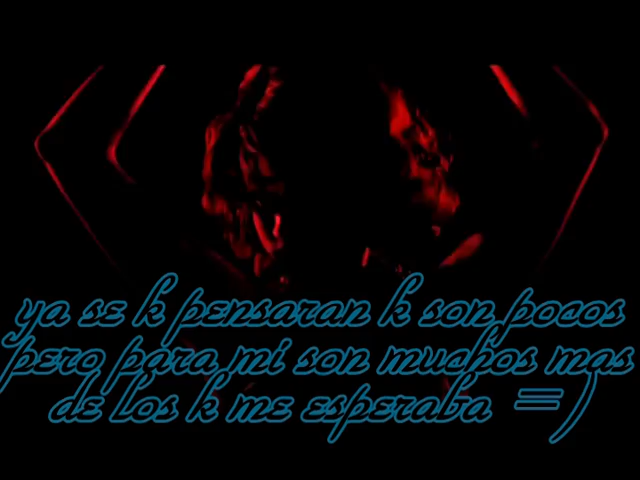 ya se k pensaran k son pocos
pero para mi son muchos mas
de los k me esperaba =)